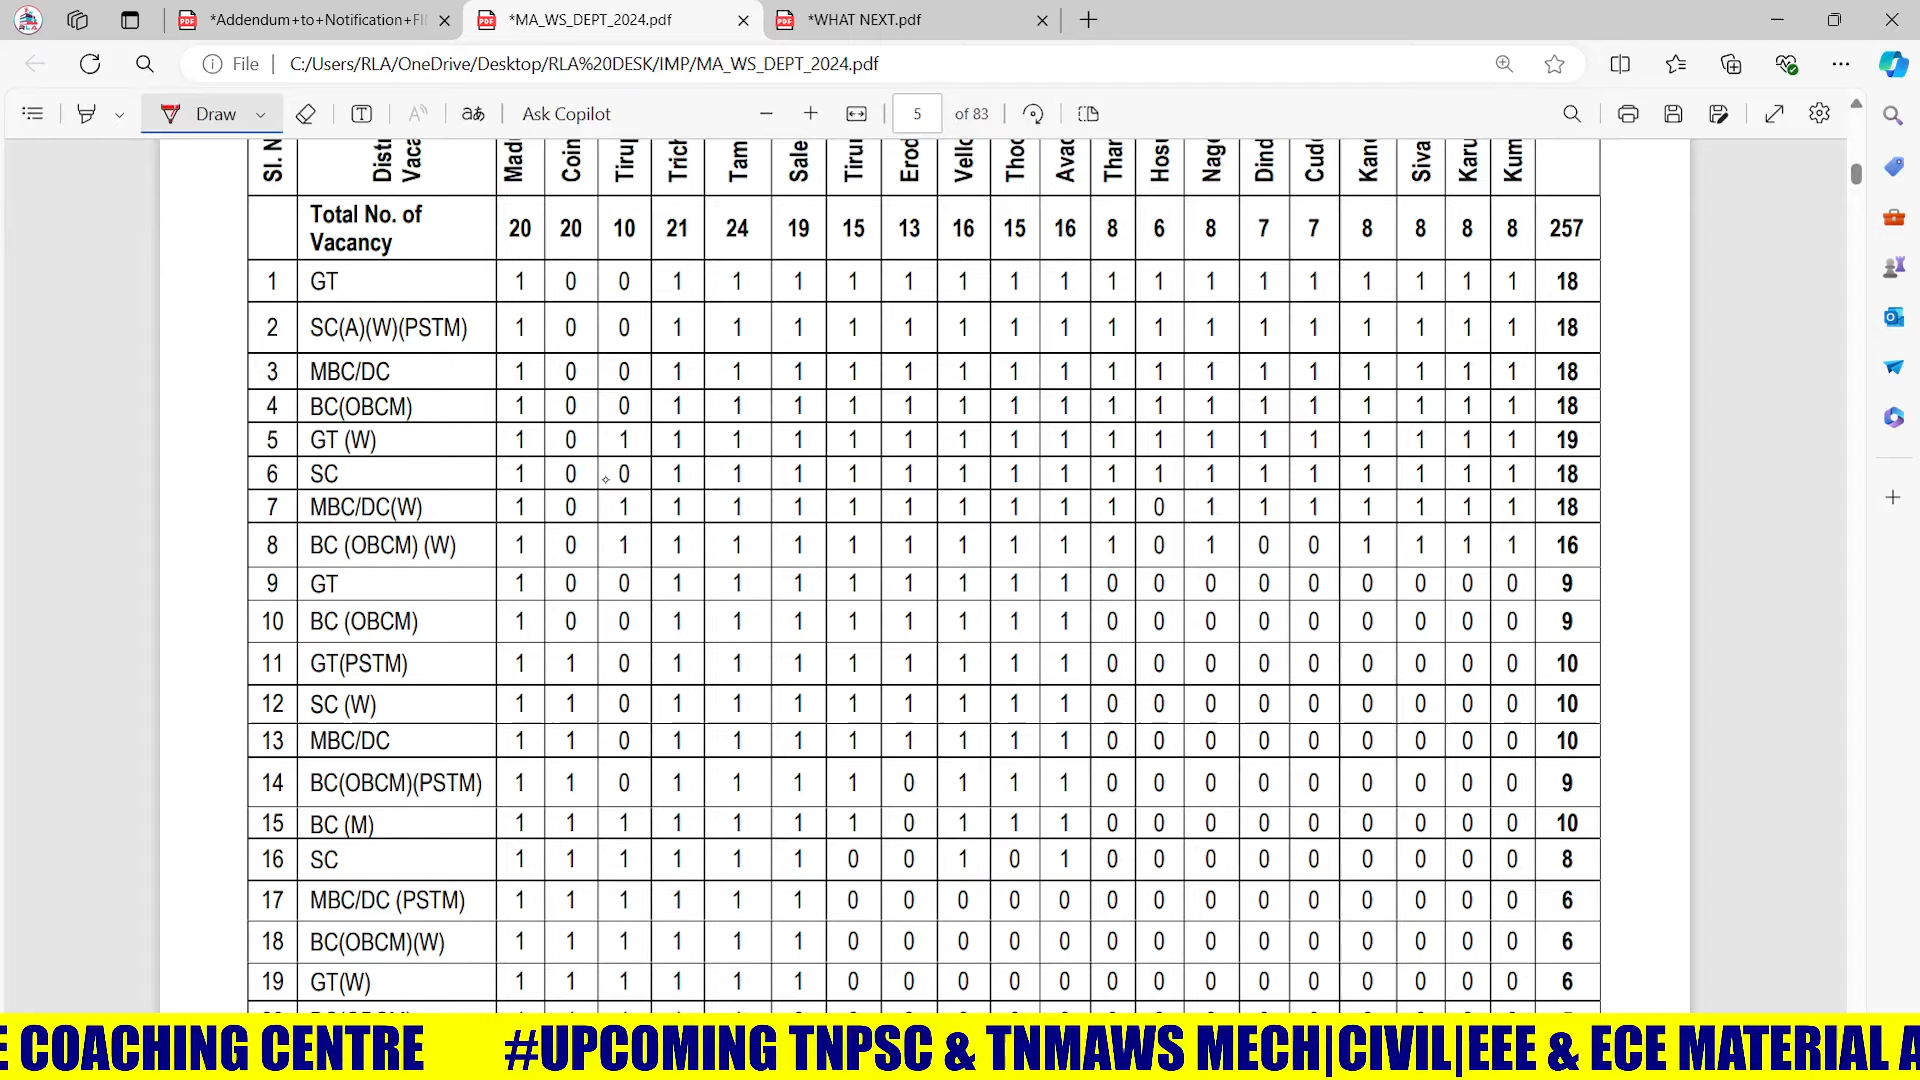 *Addendum+to+Notification+FI
*MA_WS_DEPT_2024.pdf
*WHAT NEXT.pdf
File
C:/Users/RLA/OneDrive/Desktop/RLA%20DESK/IMP/MA_WS_DEPT_2024.pdf
Draw
aあ
Ask Copilot
5 of 83
Sl. N Distri Vaca Mad Coin Tiru Trich Tam Sale Tirun Erod Vello Thoo Avad Thar Hosu Naga Dind Cudd Kanc Siva Karu Kum
Total No. of
Vacancy 20 20 10 21 24 19 15 13 16 15 16 8 6 8 7 7 8 8 8 8 257
1 GT 1 0 0 1 1 1 1 1 1 1 1 1 1 1 1 1 1 1 1 1 18
2 SC(A)(W)(PSTM) 1 0 0 1 1 1 1 1 1 1 1 1 1 1 1 1 1 1 1 1 18
3 MBC/DC 1 0 0 1 1 1 1 1 1 1 1 1 1 1 1 1 1 1 1 1 18
4 BC(OBCM) 1 0 0 1 1 1 1 1 1 1 1 1 1 1 1 1 1 1 1 1 18
5 GT (W) 1 0 1 1 1 1 1 1 1 1 1 1 1 1 1 1 1 1 1 1 19
6 SC 1 0 0 1 1 1 1 1 1 1 1 1 1 1 1 1 1 1 1 1 18
7 MBC/DC(W) 1 0 1 1 1 1 1 1 1 1 1 1 0 1 1 1 1 1 1 1 18
8 BC (OBCM) (W) 1 0 1 1 1 1 1 1 1 1 1 1 0 1 0 0 1 1 1 1 16
9 GT 1 0 0 1 1 1 1 1 1 1 1 0 0 0 0 0 0 0 0 0 9
10 BC (OBCM) 1 0 0 1 1 1 1 1 1 1 1 0 0 0 0 0 0 0 0 0 9
11 GT(PSTM) 1 1 0 1 1 1 1 1 1 1 1 0 0 0 0 0 0 0 0 0 10
12 SC (W) 1 1 0 1 1 1 1 1 1 1 1 0 0 0 0 0 0 0 0 0 10
13 MBC/DC 1 1 0 1 1 1 1 1 1 1 1 0 0 0 0 0 0 0 0 0 10
14 BC(OBCM)(PSTM) 1 1 0 1 1 1 1 0 1 1 1 0 0 0 0 0 0 0 0 0 9
15 BC (M) 1 1 1 1 1 1 1 0 1 1 1 0 0 0 0 0 0 0 0 0 10
16 SC 1 1 1 1 1 1 0 0 1 0 1 0 0 0 0 0 0 0 0 0 8
17 MBC/DC (PSTM) 1 1 1 1 1 1 0 0 0 0 0 0 0 0 0 0 0 0 0 0 6
18 BC(OBCM)(W) 1 1 1 1 1 1 0 0 0 0 0 0 0 0 0 0 0 0 0 0 6
19 GT(W) 1 1 1 1 1 1 0 0 0 0 0 0 0 0 0 0 0 0 0 0 6
E COACHING CENTRE #UPCOMING TNPSC & TNMAWS MECH|CIVIL|EEE & ECE MATERIAL A